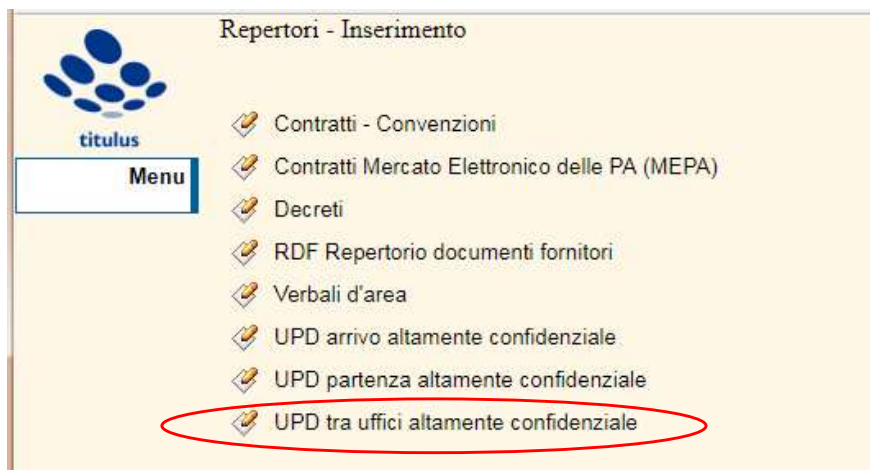 Repertori - Inserimento
titulus
Menu
Contratti - Convenzioni
Contratti Mercato Elettronico delle PA (MEPA)
Decreti
RDF Repertorio documenti fornitori
Verbali d'area
UPD arrivo altamente confidenziale
UPD partenza altamente confidenziale
UPD tra uffici altamente confidenziale